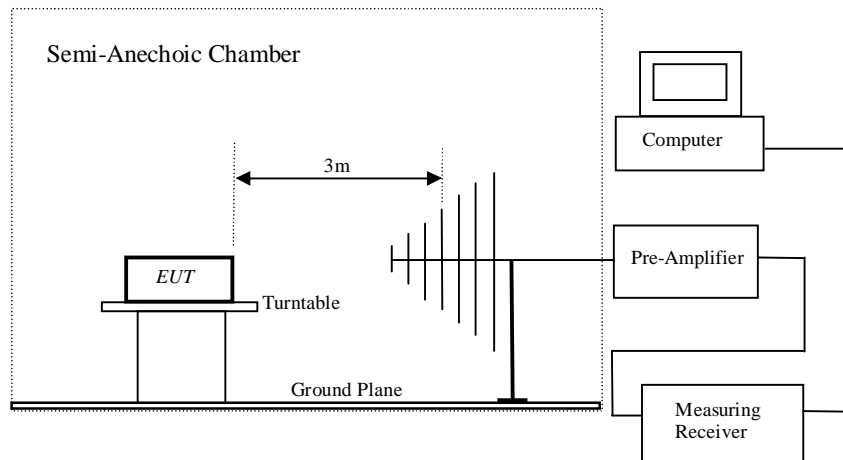 Semi-Anechoic Chamber
Computer
3m
Pre-Amplifier
EUT
Turntable
Ground Plane
Measuring
Receiver